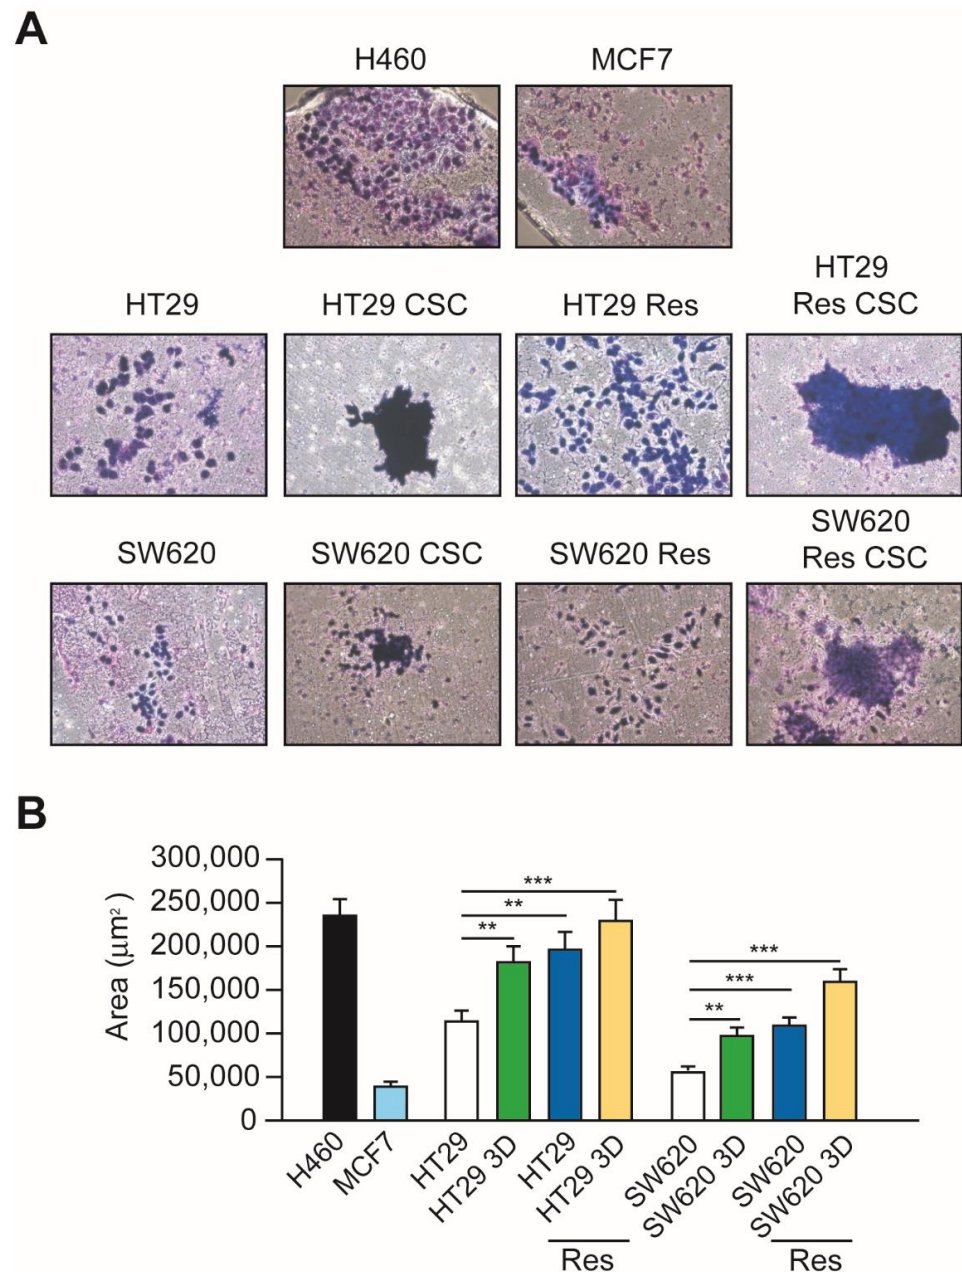 A
H460 MCF7
HT29 HT29 CSC HT29 Res HT29
Res CSC
SW620 SW620 CSC SW620 Res SW620
Res CSC
B
Area (μm²)
300,000
250,000
200,000
150,000
100,000
50,000
0
***
**
**
***
***
**
H460
MCF7
HT29
HT29 3D
HT29
HT29 3D
SW620
SW620 3D
SW620
SW620 3D
Res
Res